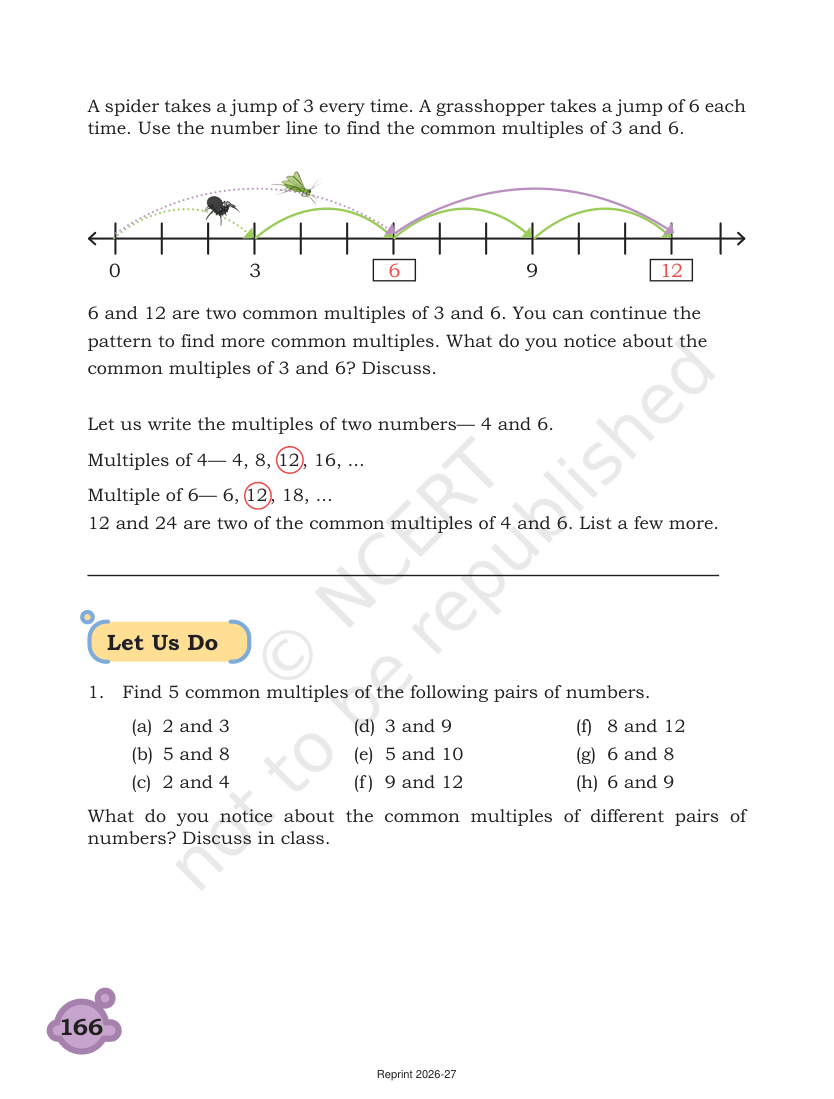 A spider takes a jump of 3 every time. A grasshopper takes a jump of 6 each
time. Use the number line to find the common multiples of 3 and 6.
0 3 6 9 12
6 and 12 are two common multiples of 3 and 6. You can continue the
pattern to find more common multiples. What do you notice about the
common multiples of 3 and 6? Discuss.
Let us write the multiples of two numbers— 4 and 6.
Multiples of 4— 4, 8, 12, 16, ...
Multiple of 6— 6, 12, 18, ...
12 and 24 are two of the common multiples of 4 and 6. List a few more.
Let Us Do
1. Find 5 common multiples of the following pairs of numbers.
(a) 2 and 3 (d) 3 and 9 (f) 8 and 12
(b) 5 and 8 (e) 5 and 10 (g) 6 and 8
(c) 2 and 4 (f) 9 and 12 (h) 6 and 9
What do you notice about the common multiples of different pairs of
numbers? Discuss in class.
© NCERT
not to be republished
166
Reprint 2026-27